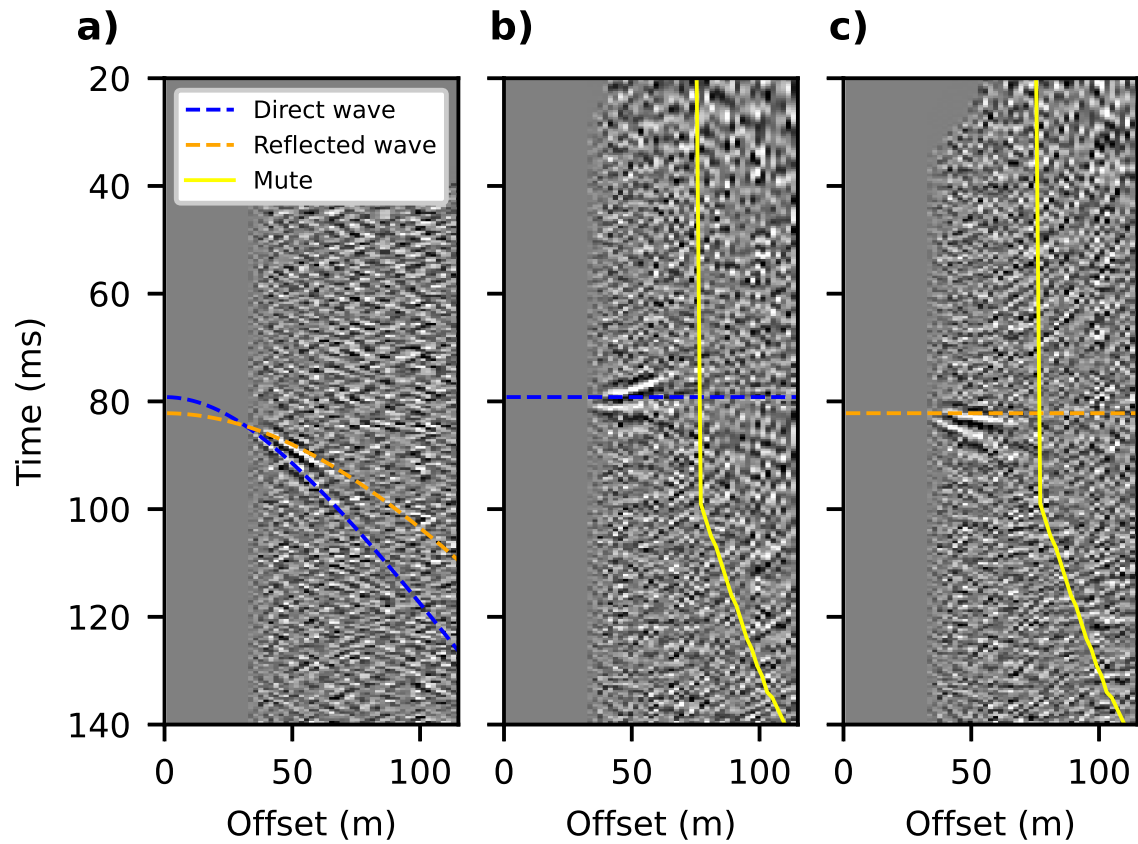 a) b) c)
20
Direct wave
Reflected wave
Mute
40
60
80
100
120
140
Time (ms)
0 50 100 0 50 100 0 50 100
Offset (m) Offset (m) Offset (m)